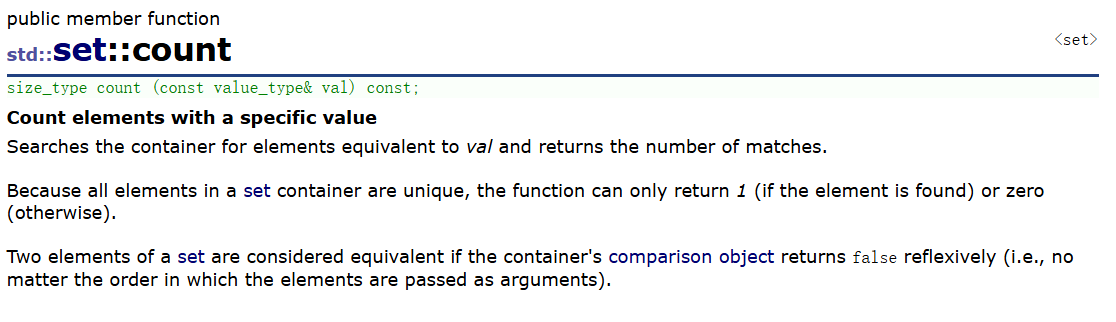 public member function
std::set::count
<set>
size_type count (const value_type& val) const;
Count elements with a specific value
Searches the container for elements equivalent to val and returns the number of matches.
Because all elements in a set container are unique, the function can only return 1 (if the element is found) or zero
(otherwise).
Two elements of a set are considered equivalent if the container's comparison object returns false reflexively (i.e., no
matter the order in which the elements are passed as arguments).